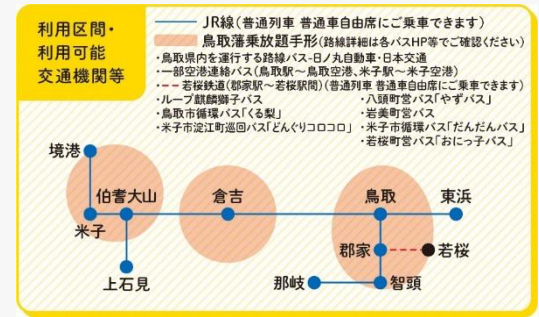 利用区間・
利用可能
交通機関等
JR線(普通列車 普通車自由席にご乗車できます)
鳥取藩乗放題手形(路線詳細は各バスHP等でご確認ください)
・鳥取県内を運行する路線バス-日ノ丸自動車・日本交通
・一部空港連絡バス(鳥取駅〜鳥取空港、米子駅〜米子空港)
・---若桜鉄道(郡家駅〜若桜駅間)(普通列車 普通車自由席にご乗車できます)
・ループ麒麟獅子バス
・八頭町営バス「やずバス」
・鳥取市循環バス「くる梨」
・岩美町営バス
・米子市淀江町巡回バス「どんぐりコロコロ」
・米子市循環バス「だんだんバス」
・若桜町営バス「おにっ子バス」
境港
伯耆大山
倉吉
鳥取
東浜
米子
郡家
若桜
上石見
那岐
智頭